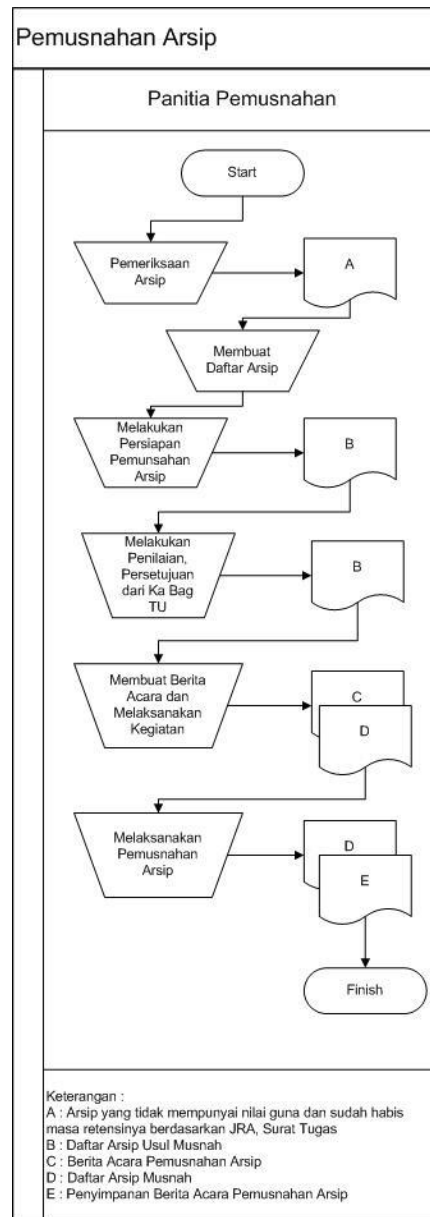 Pemusnahan Arsip
Panitia Pemusnahan
Start
Pemeriksaan
Arsip
A
Membuat
Daftar Arsip
Melakukan
Persiapan
Pemunsahan
Arsip
B
Melakukan
Penilaian,
Persetujuan
dari Ka Bag
TU
B
Membuat Berita
Acara dan
Melaksanakan
Kegiatan
C
D
Melaksanakan
Pemusnahan
Arsip
D
E
Finish
Keterangan :
A : Arsip yang tidak mempunyai nilai guna dan sudah habis
masa retensinya berdasarkan JRA, Surat Tugas
B : Daftar Arsip Usul Musnah
C : Berita Acara Pemusnahan Arsip
D : Daftar Arsip Musnah
E : Penyimpanan Berita Acara Pemusnahan Arsip